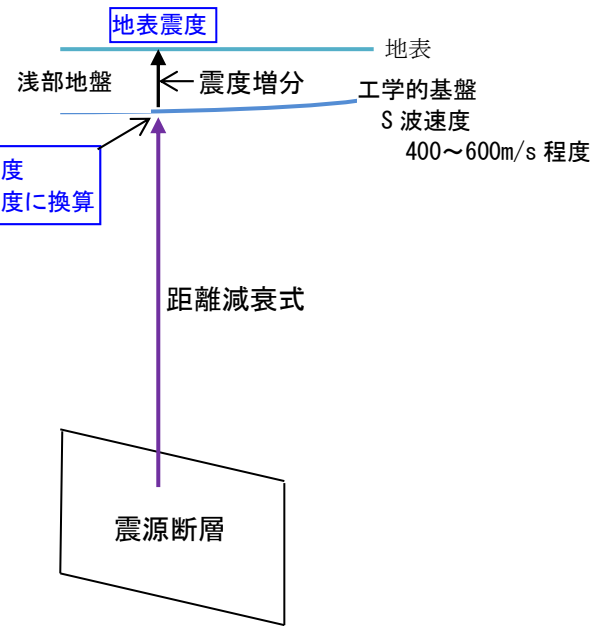 地表震度
地表
浅部地盤
震度増分
工学的基盤
S波速度
400～600m/s程度
度
度に換算
距離減衰式
震源断層